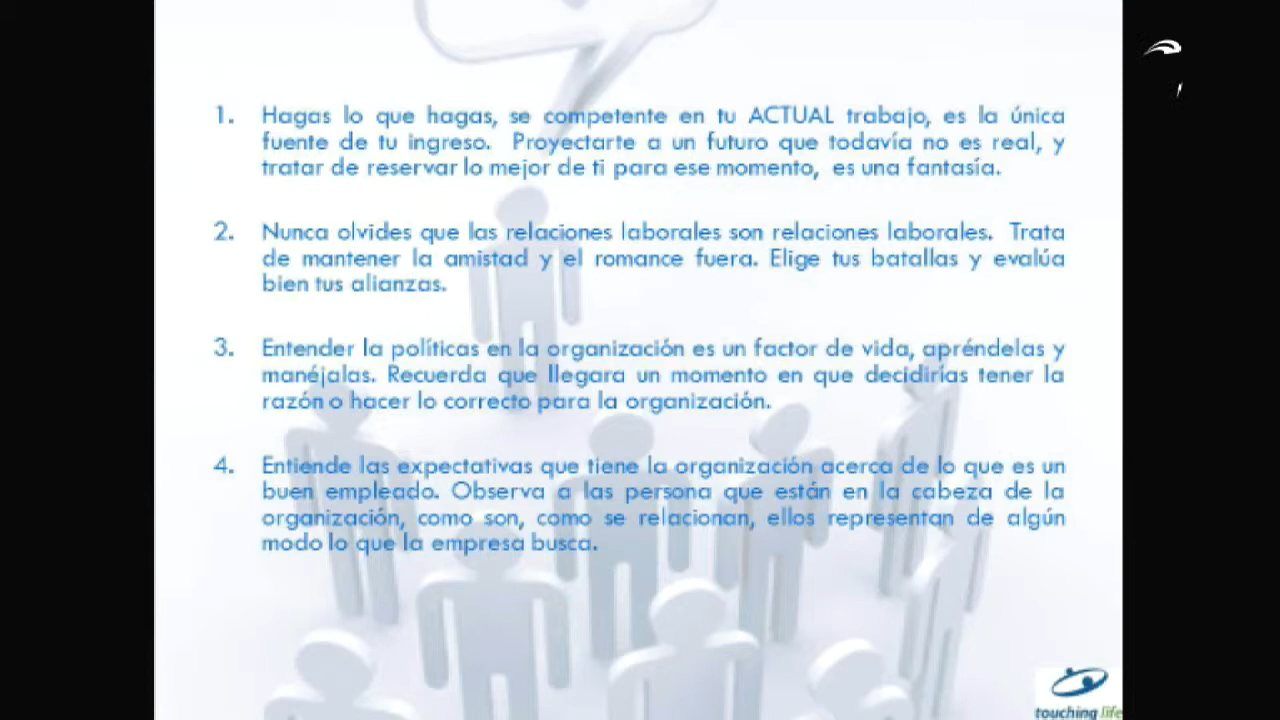 1. Hagas lo que hagas, se competente en tu ACTUAL trabajo, es la única
fuente de tu ingreso. Proyectarte a un futuro que todavía no es real, y
tratar de reservar lo mejor de ti para ese momento, es una fantasía.
2. Nunca olvides que las relaciones laborales son relaciones laborales. Trata
de mantener la amistad y el romance fuera. Elige tus batallas y evalúa
bien tus alianzas.
3. Entender la políticas en la organización es un factor de vida, apréndelas y
manéjalas. Recuerda que llegara un momento en que decidirías tener la
razón o hacer lo correcto para la organización.
4. Entiende las expectativas que tiene la organización acerca de lo que es un
buen empleado. Observa a las persona que están en la cabeza de la
organización, como son, como se relacionan, ellos representan de algún
modo lo que la empresa busca.
touching life